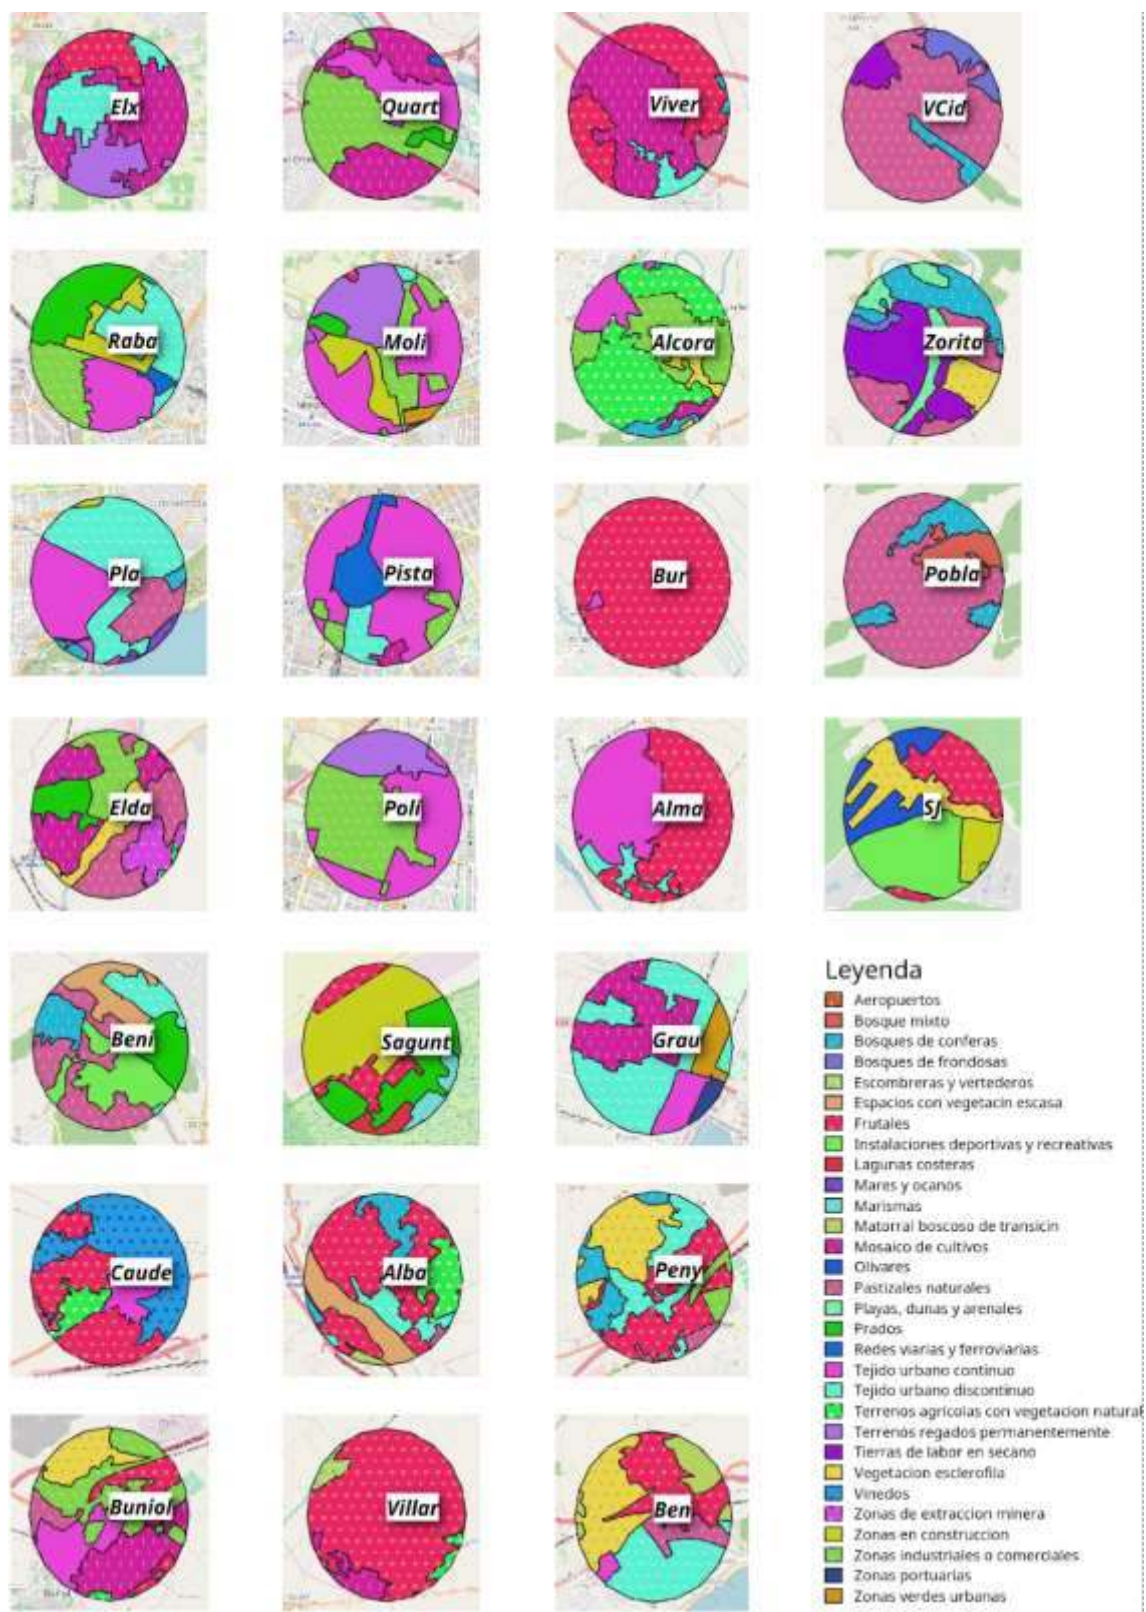 Elx
Quart
Viver
VCid
Raba
Moli
Alcora
Zorita
Pla
Pista
Bur
Pobla
Elda
Poli
Alma
SJ
Beni
Sagunt
Grau
Caude
Alba
Peny
Buniol
Villar
Ben
Leyenda
Aeropuertos
Bosque mixto
Bosques de conferas
Bosques de frondosas
Escombreras y vertederos
Espacios con vegetacin escasa
Frutales
Instalaciones deportivas y recreativas
Lagunas costeras
Mares y ocanos
Marismas
Matorral boscoso de transicin
Mosaico de cultivos
Olivares
Pastizales naturales
Playas, dunas y arenales
Prados
Redes viarias y ferroviarias
Tejido urbano continuo
Tejido urbano discontinuo
Terrenos agricolas con vegetacion natural
Terrenos regados permanentemente
Tierras de labor en secano
Vegetacion esclerofila
Vinedos
Zonas de extraccion minera
Zonas en construccion
Zonas industriales o comerciales
Zonas portuarias
Zonas verdes urbanas